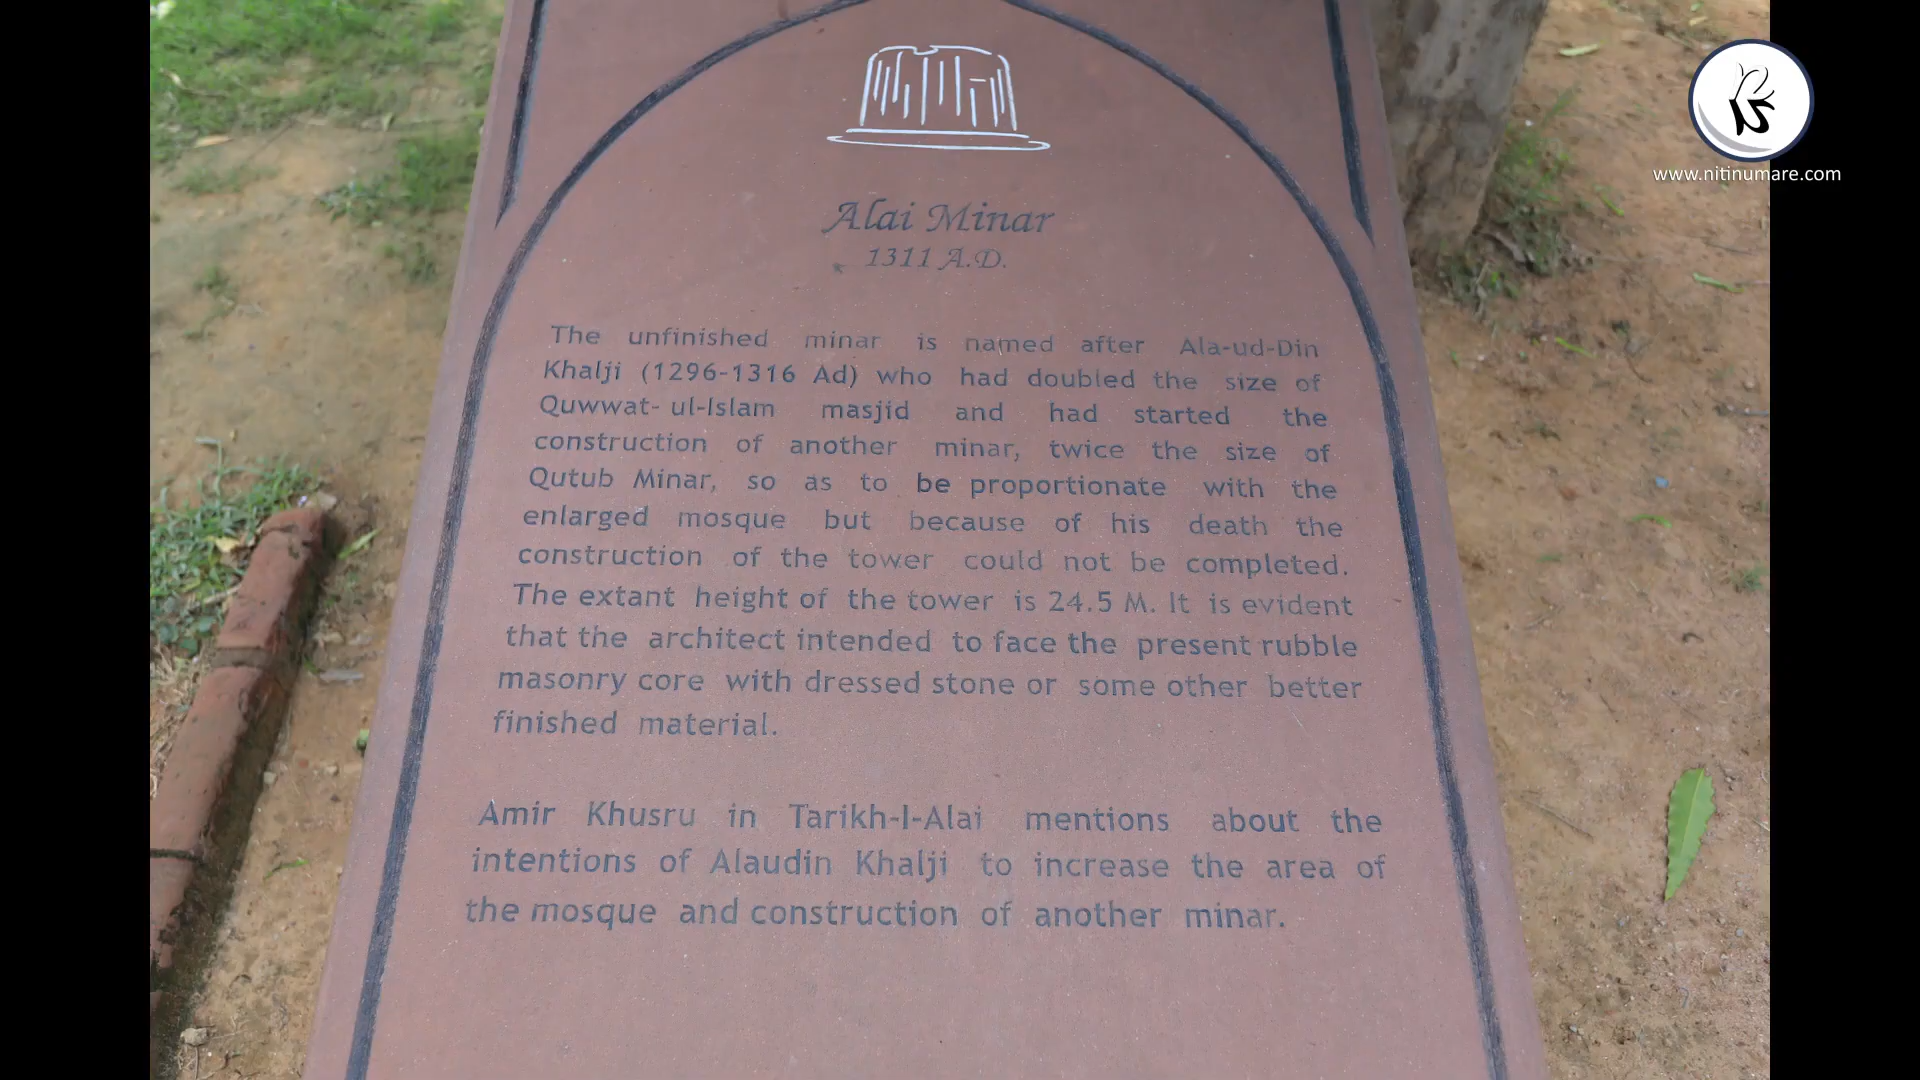 www.nitinumare.com
Alai Minar
1311 A.D.
The unfinished minar is named after Ala-ud-Din
Khalji (1296-1316 Ad) who had doubled the size of
Quwwat- ul-Islam masjid and had started the
construction of another minar, twice the size of
Qutub Minar, so as to be proportionate with the
enlarged mosque but because of his death the
construction of the tower could not be completed.
The extant height of the tower is 24.5 M. It is evident
that the architect intended to face the present rubble
masonry core with dressed stone or some other better
finished material.
Amir Khusru in Tarikh-I-Alai mentions about the
intentions of Alaudin Khalji to increase the area of
the mosque and construction of another minar.